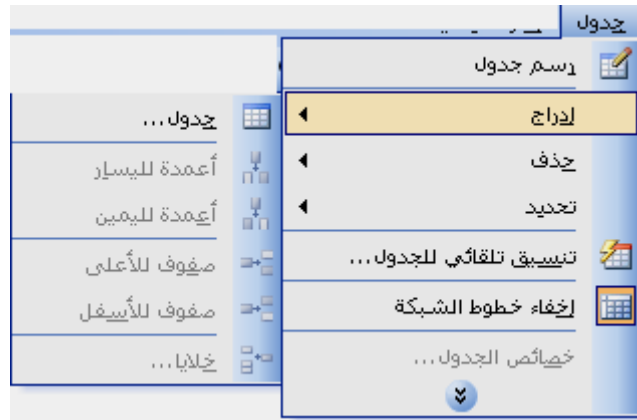 جدول
رسم جدول
إدراج
حذف
تحديد
تنسيق تلقائي للجدول...
إخفاء خطوط الشبكة
خصائص الجدول...
جدول...
أعمدة لليسار
أعمدة لليمين
صفوف للأعلى
صفوف للأسفل
خلايا...